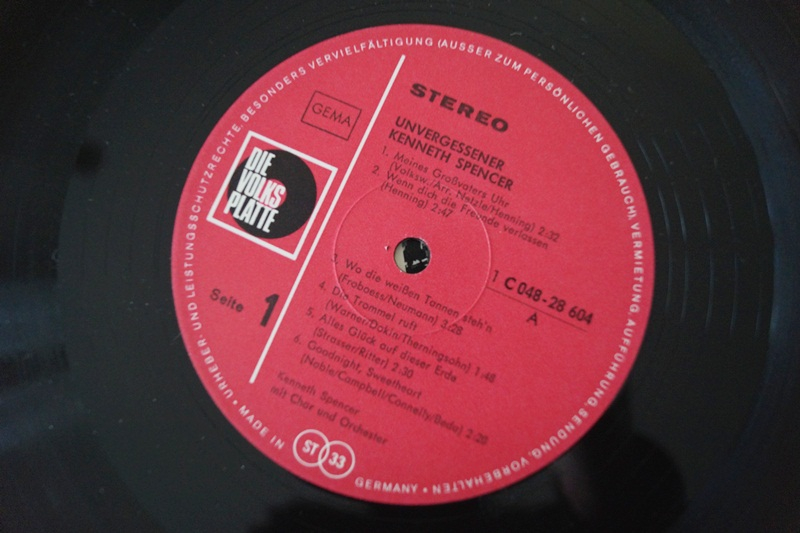 URHEBER- UND LEISTUNGSSCHUTZRECHTE, BESONDERS VERVIELFÄLTIGUNG (AUSSER ZUM PERSÖNLICHEN GEBRAUCH), VERMIETUNG, AUFFÜHRUNG, SENDUNG, VORBEHALTEN
GEMA
STEREO
DIE
VOLKS
PLATTE
UNVERGESSENER
KENNETH SPENCER
1. Meines Großvaters Uhr
(Volksw./Arr. Netzle/Henning) 2:32
2. Wenn dich die Freunde verlassen
(Henning) 2:47
1 C 048-28 604
A
Seite 1
3. Wo die weißen Tannen steh'n
(Froboess/Neumann) 3:28
4. Die Trommel ruft
(Warner/Dakin/Therningsohn) 1:48
5. Alles Glück auf dieser Erde
(Strasser/Ritter) 2:30
6. Goodnight, Sweetheart
(Noble/Campbell/Connelly/Beda) 2:28
Kenneth Spencer
mit Chor und Orchester
• MADE IN
ST 33
GERMANY •